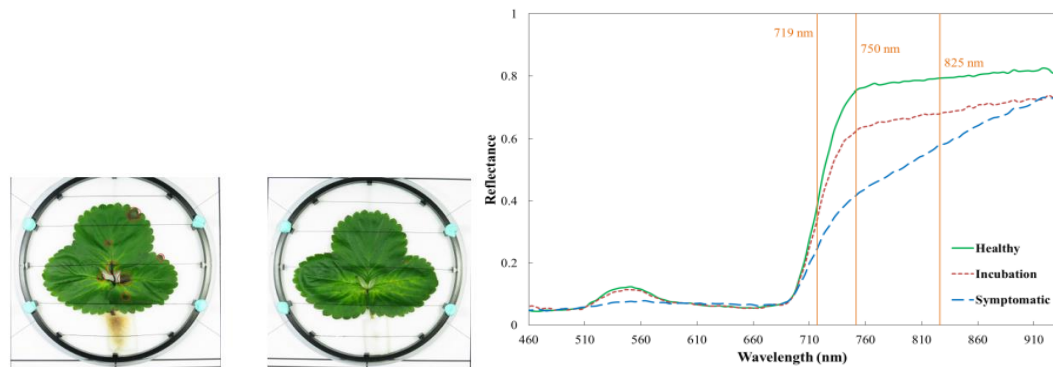 1
719 nm
750 nm
825 nm
0.8
0.6
Reflectance
0.4
Healthy
0.2
Incubation
Symptomatic
0
460 510 560 610 660 710 760 810 860 910
Wavelength (nm)